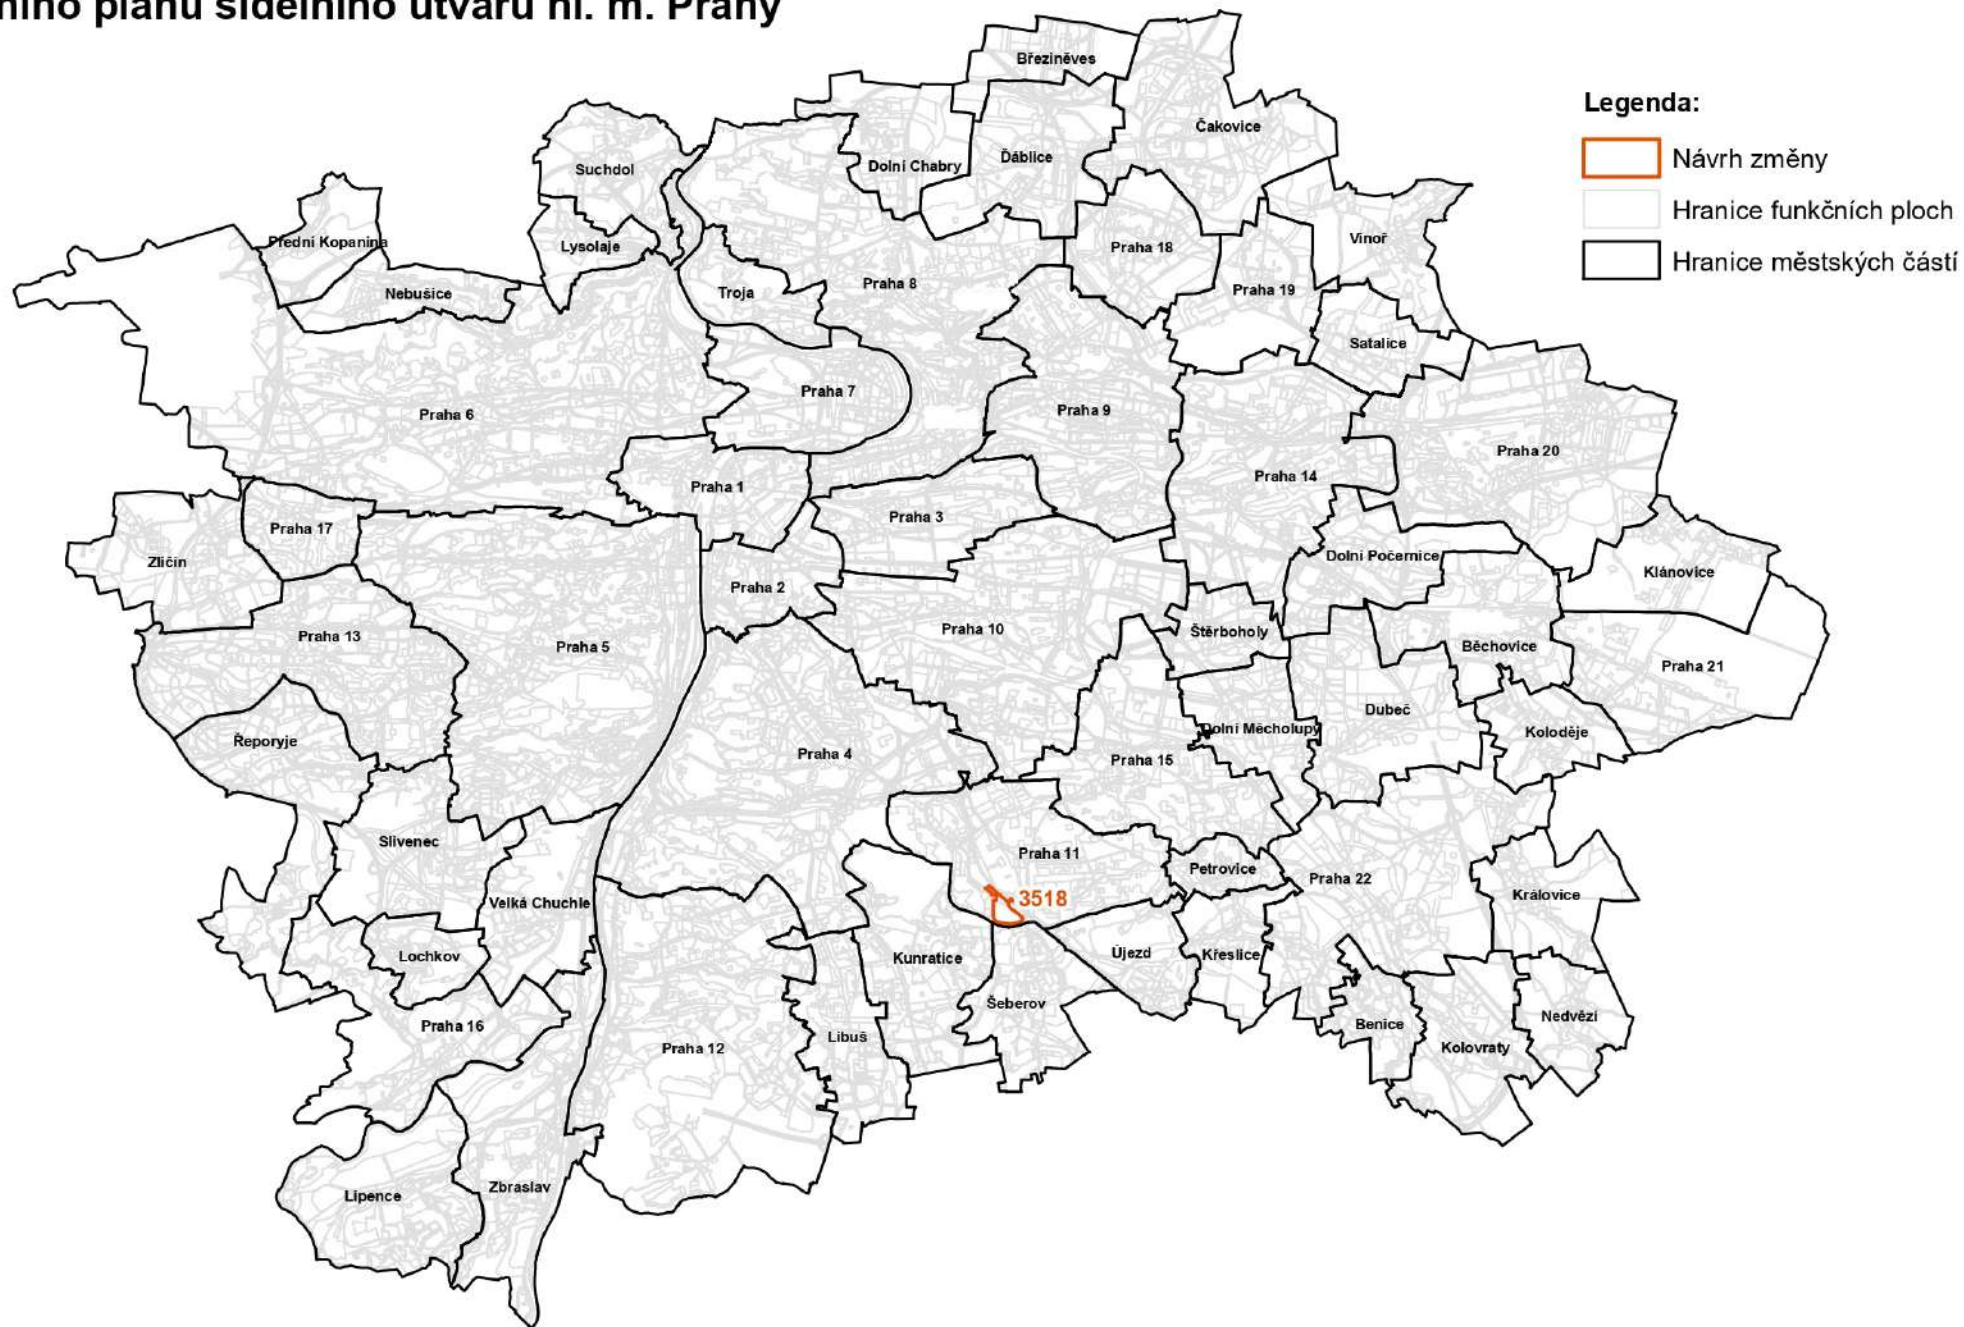 ního plánu sídelního útvaru hl. m. Prahy
Legenda:
Návrh změny
Hranice funkčních ploch
Hranice městských částí
Březiněves
Čakovice
Suchdol
Dolní Chabry
Ďáblice
Přední Kopanina
Lysolaje
Praha 18
Vinoř
Nebušice
Troja
Praha 8
Praha 19
Satalice
Praha 7
Praha 6
Praha 9
Praha 20
Praha 14
Praha 1
Praha 3
Praha 17
Zličín
Dolní Počernice
Klánovice
Praha 2
Praha 13
Praha 5
Praha 10
Štěrboholy
Běchovice
Praha 21
Řeporyje
Praha 4
Dubeč
Dolní Měcholupy
Koloděje
Praha 15
Slivenec
Praha 11
Petrovice
Praha 22
Královice
3518
Velká Chuchle
Lochkov
Kunratice
Újezd
Křeslice
Šeberov
Praha 16
Libuš
Praha 12
Benice
Nedvězí
Kolovraty
Lipence
Zbraslav